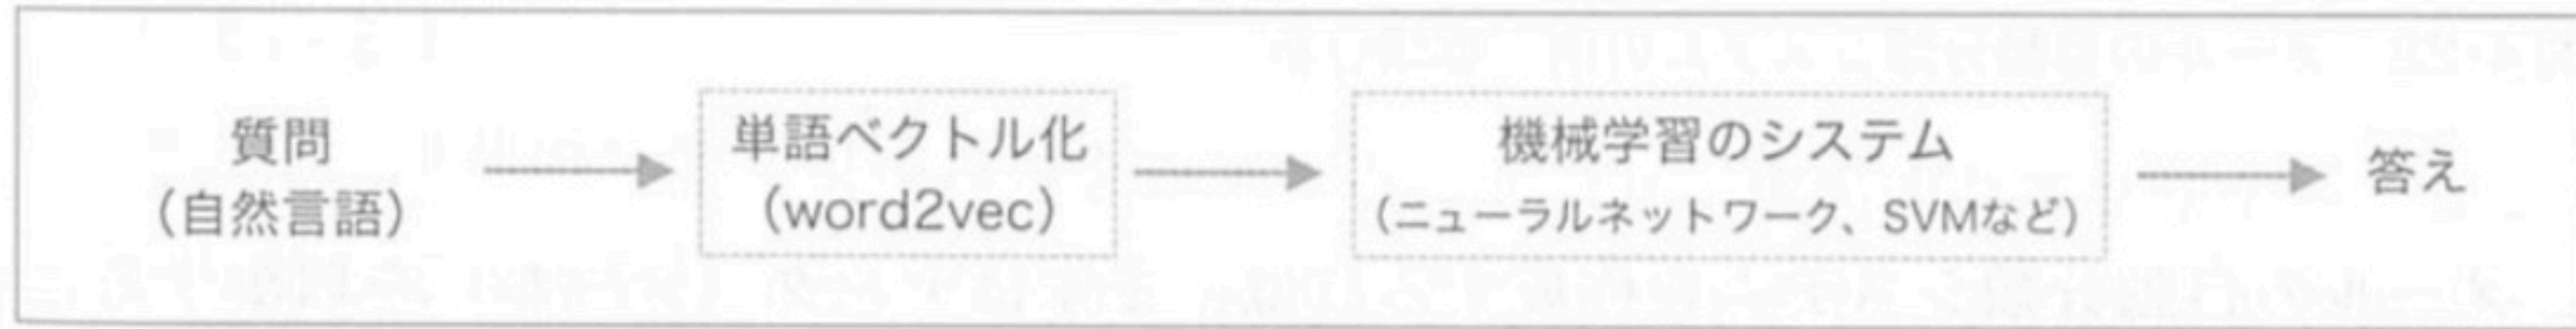 質問
（自然言語）
単語ベクトル化
（word2vec）
機械学習のシステム
（ニューラルネットワーク、SVMなど）
答え